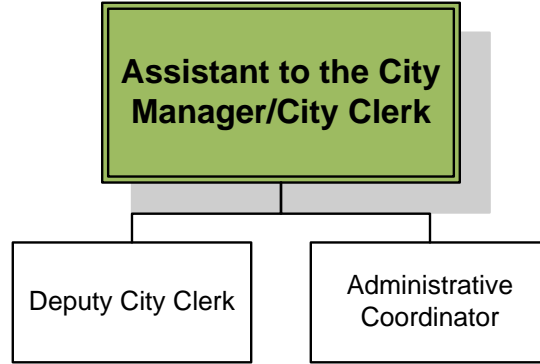 Assistant to the City
Manager/City Clerk
Deputy City Clerk
Administrative
Coordinator